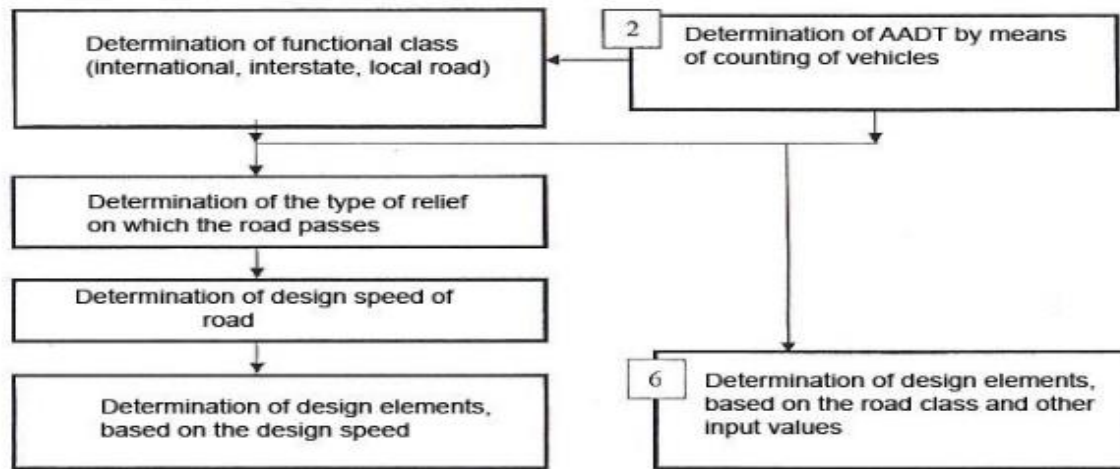 Determination of functional class
(international, interstate, local road)
2
Determination of AADT by means
of counting of vehicles
Determination of the type of relief
on which the road passes
Determination of design speed of
road
Determination of design elements,
based on the design speed
6
Determination of design elements,
based on the road class and other
input values